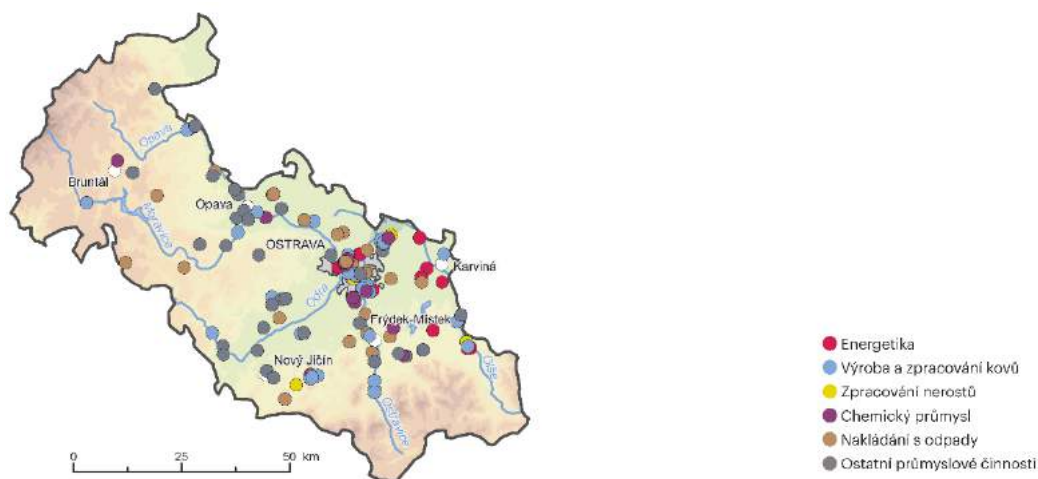 Opava
Bruntál
Opava
Moravice
OSTRAVA
Karviná
Odra
Frýdek-Místek
Nový Jičín
Olše
Ostravice
0 25 50 km
Energetika
Výroba a zpracování kovů
Zpracování nerostů
Chemický průmysl
Nakládání s odpady
Ostatní průmyslové činnosti